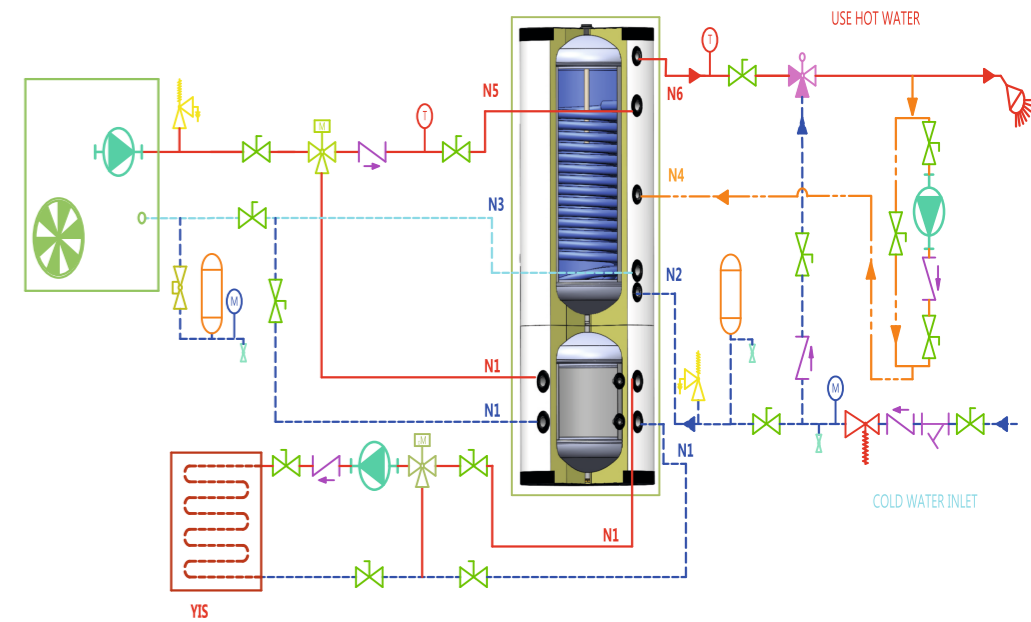 USE HOT WATER
T
N5
N6
T
M
N4
N3
N2
M
N1
M
N1
M
N1
COLD WATER INLET
N1
YIS